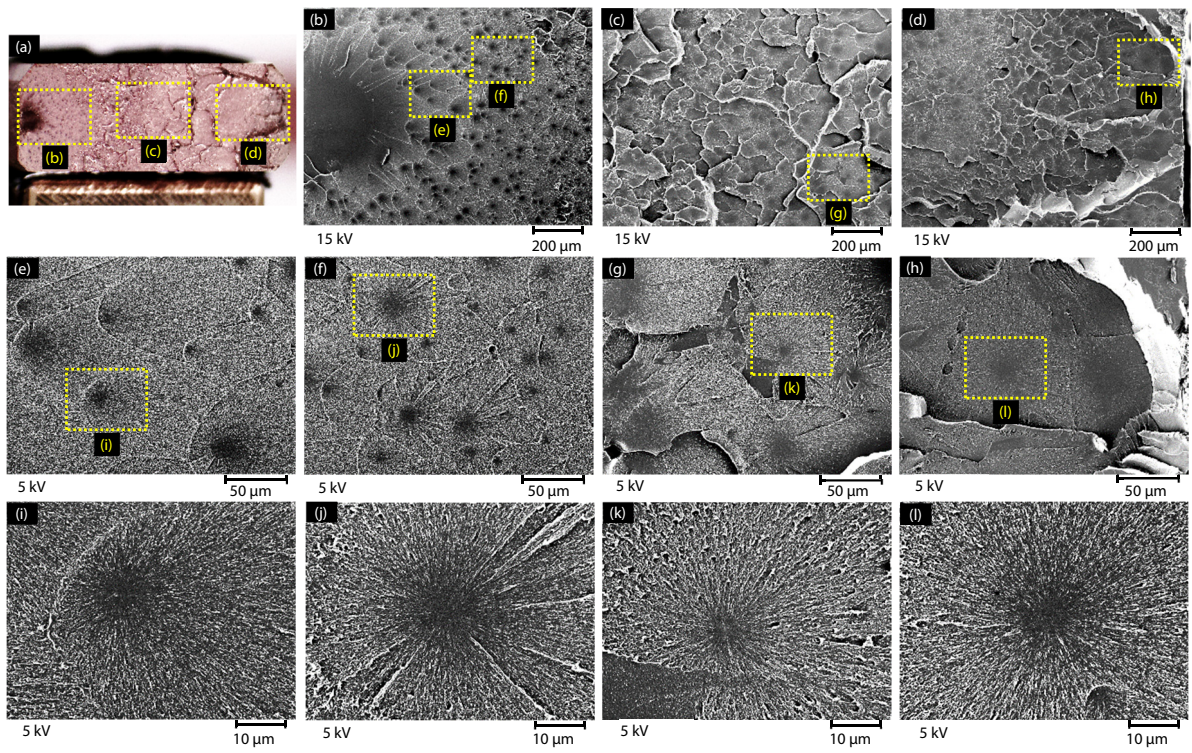 (a)
(b)
(c)
(d)
(b)
(f)
(e)
15 kV
200 µm
(c)
(g)
15 kV
200 µm
(d)
(h)
15 kV
200 µm
(e)
(i)
5 kV
50 µm
(f)
(j)
5 kV
50 µm
(g)
(k)
5 kV
50 µm
(h)
(l)
5 kV
50 µm
(i)
5 kV
10 µm
(j)
5 kV
10 µm
(k)
5 kV
10 µm
(l)
5 kV
10 µm